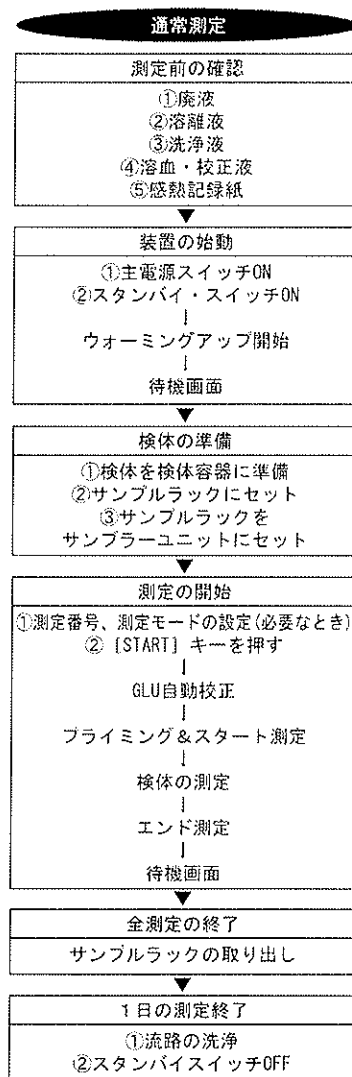 通常測定
測定前の確認
①廃液
②溶離液
③洗浄液
④溶血・校正液
⑤感熱記録紙
装置の始動
①主電源スイッチON
②スタンバイ・スイッチON
ウォーミングアップ開始
待機画面
検体の準備
①検体を検体容器に準備
②サンプルラックにセット
③サンプルラックを
サンプラーユニットにセット
測定の開始
①測定番号、測定モードの設定(必要なとき)
② [START] キーを押す
GLU自動校正
プライミング＆スタート測定
検体の測定
エンド測定
待機画面
全測定の終了
サンプルラックの取り出し
1日の測定終了
①流路の洗浄
②スタンバイスイッチOFF